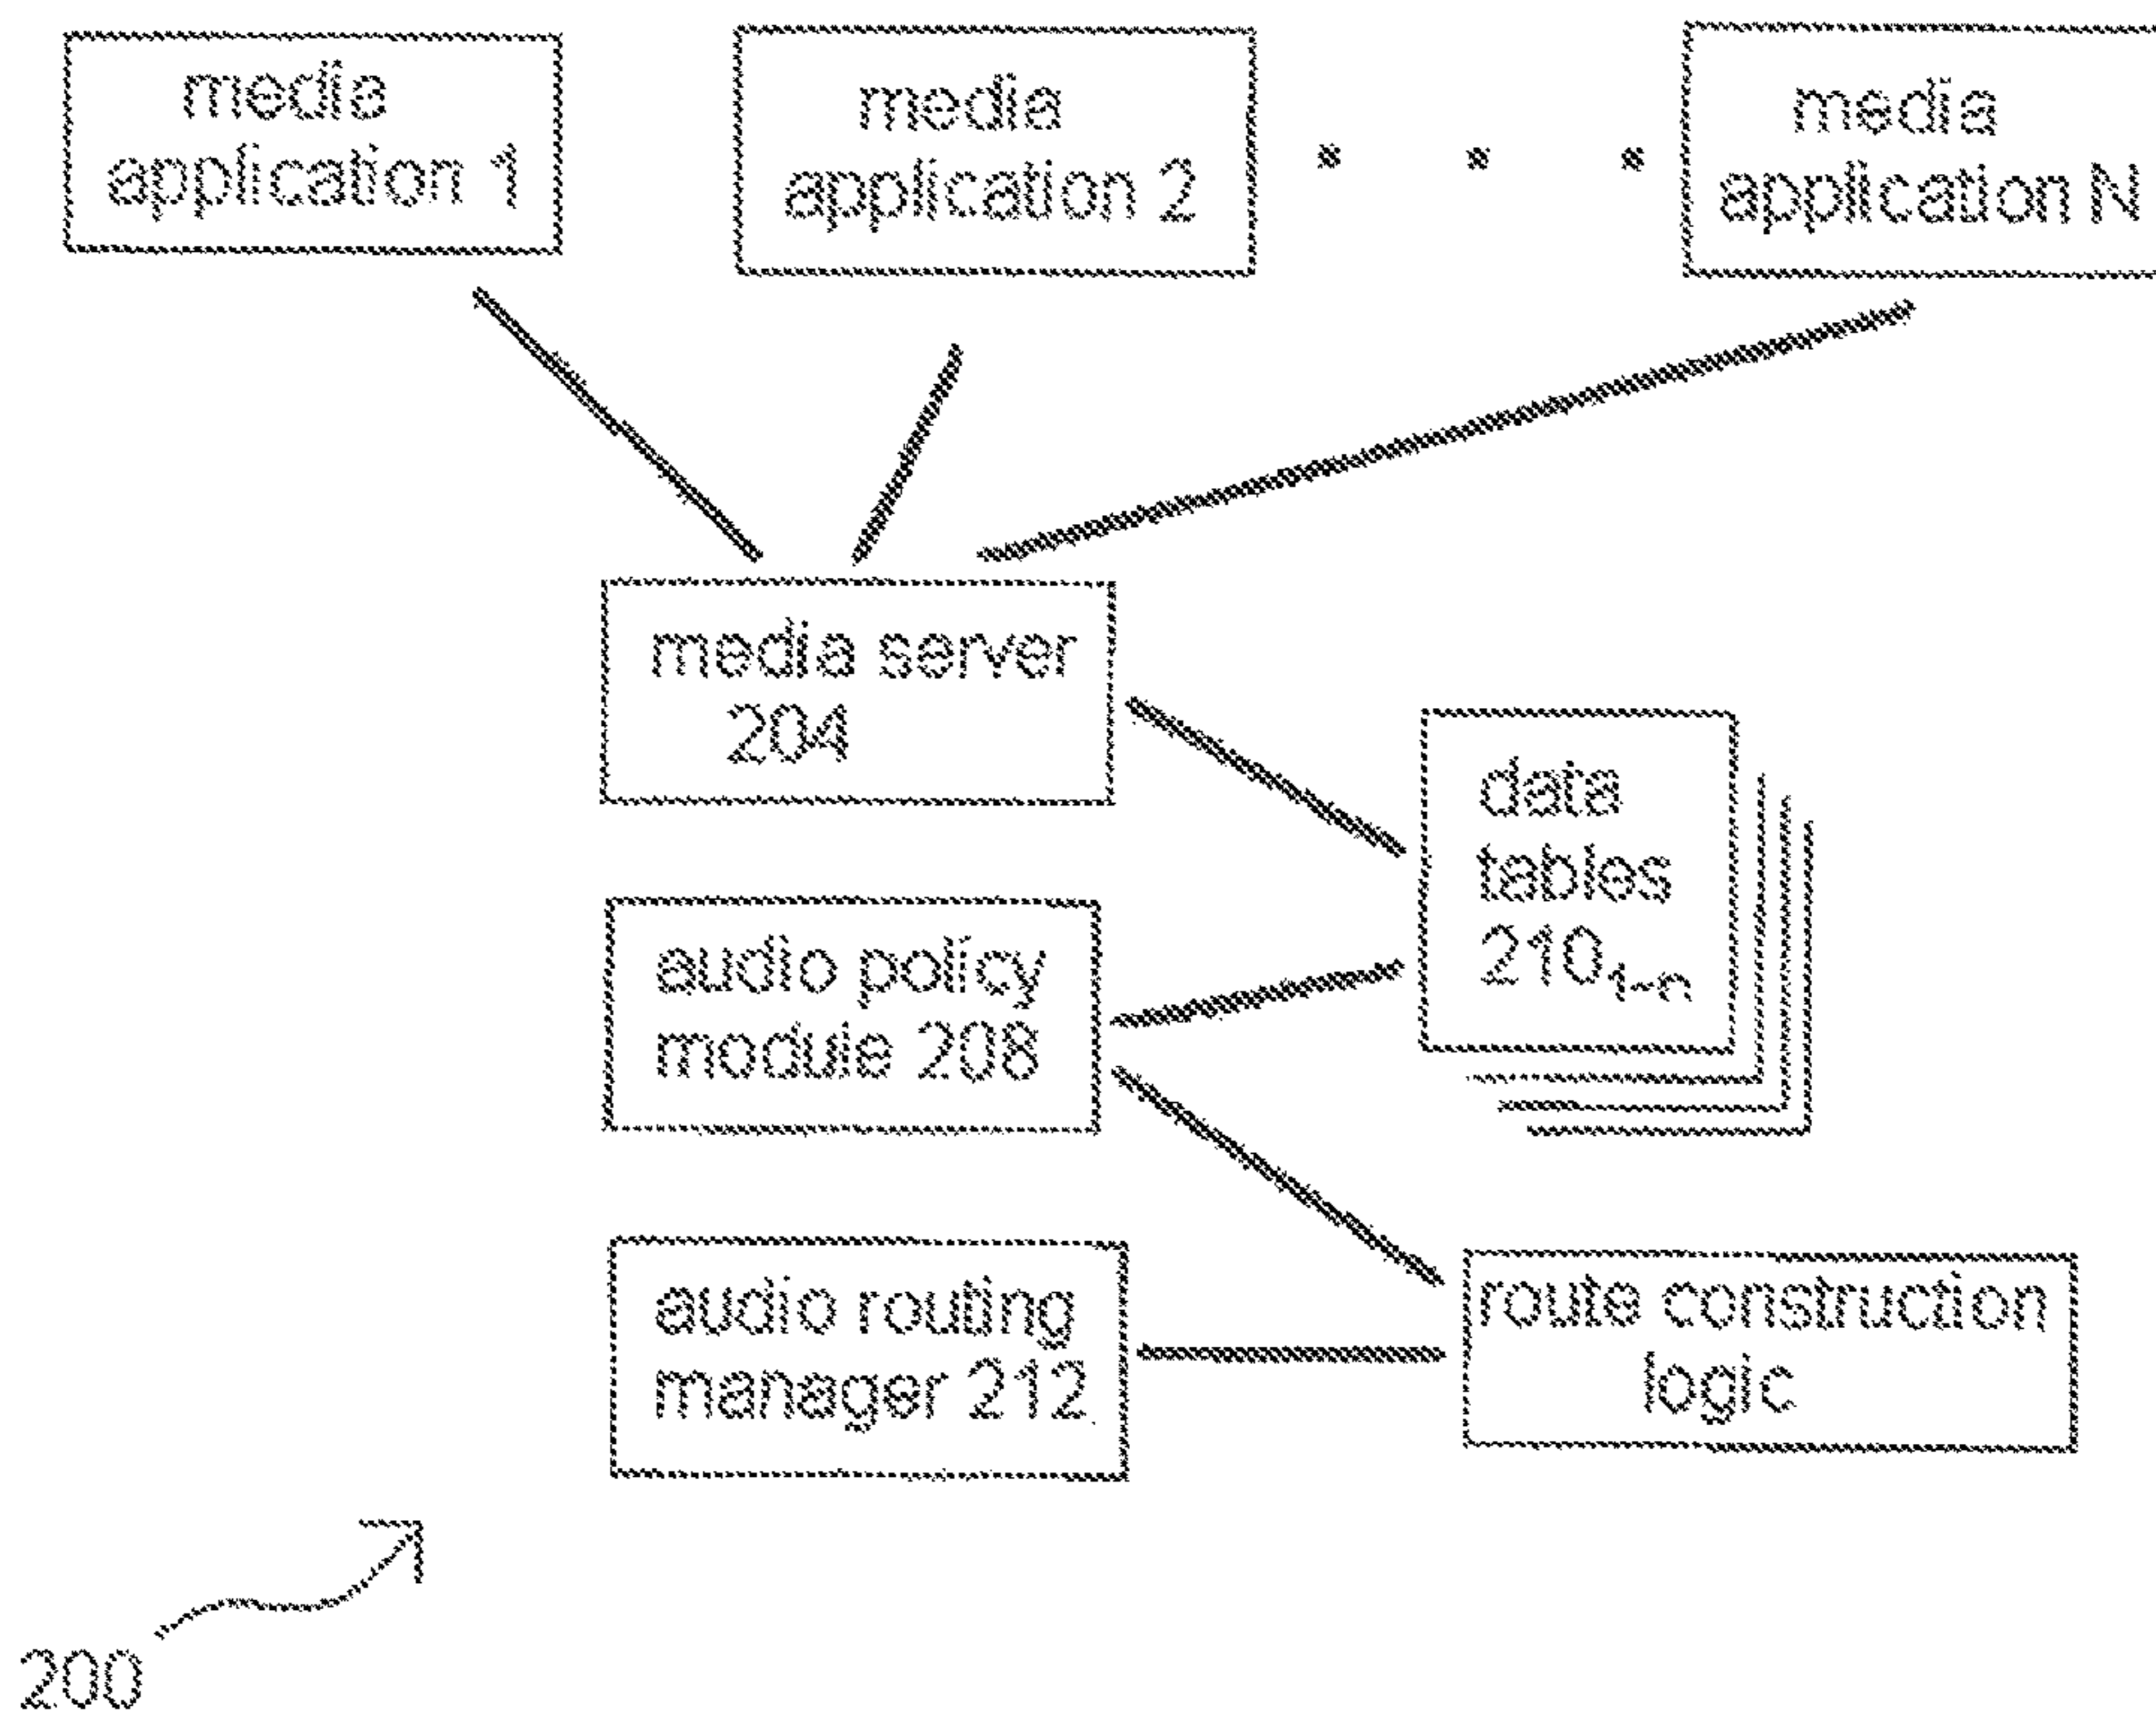 media
application 1
media
application 2
media
application N
media server
204
data
tables
210₁₋ₙ
audio policy
module 208
audio routing
manager 212
route construction
logic
200